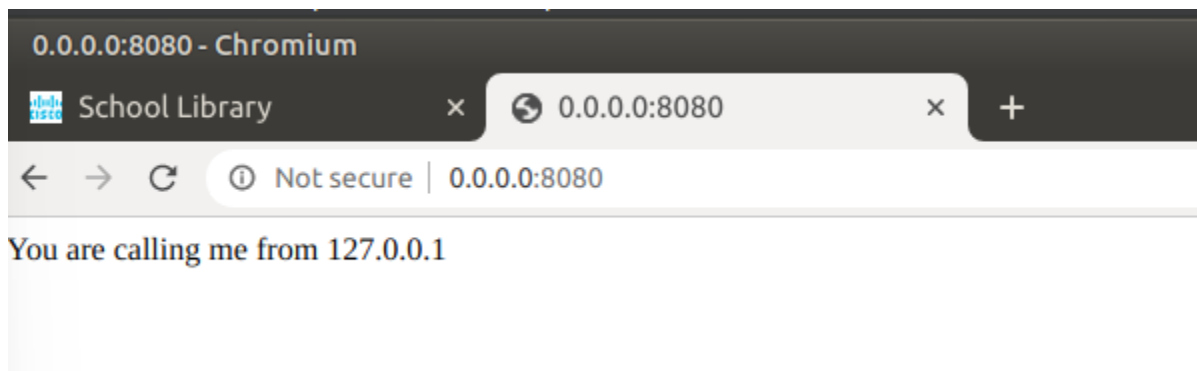 0.0.0.0:8080 - Chromium
School Library × 0.0.0.0:8080 × +
Not secure | 0.0.0.0:8080
You are calling me from 127.0.0.1